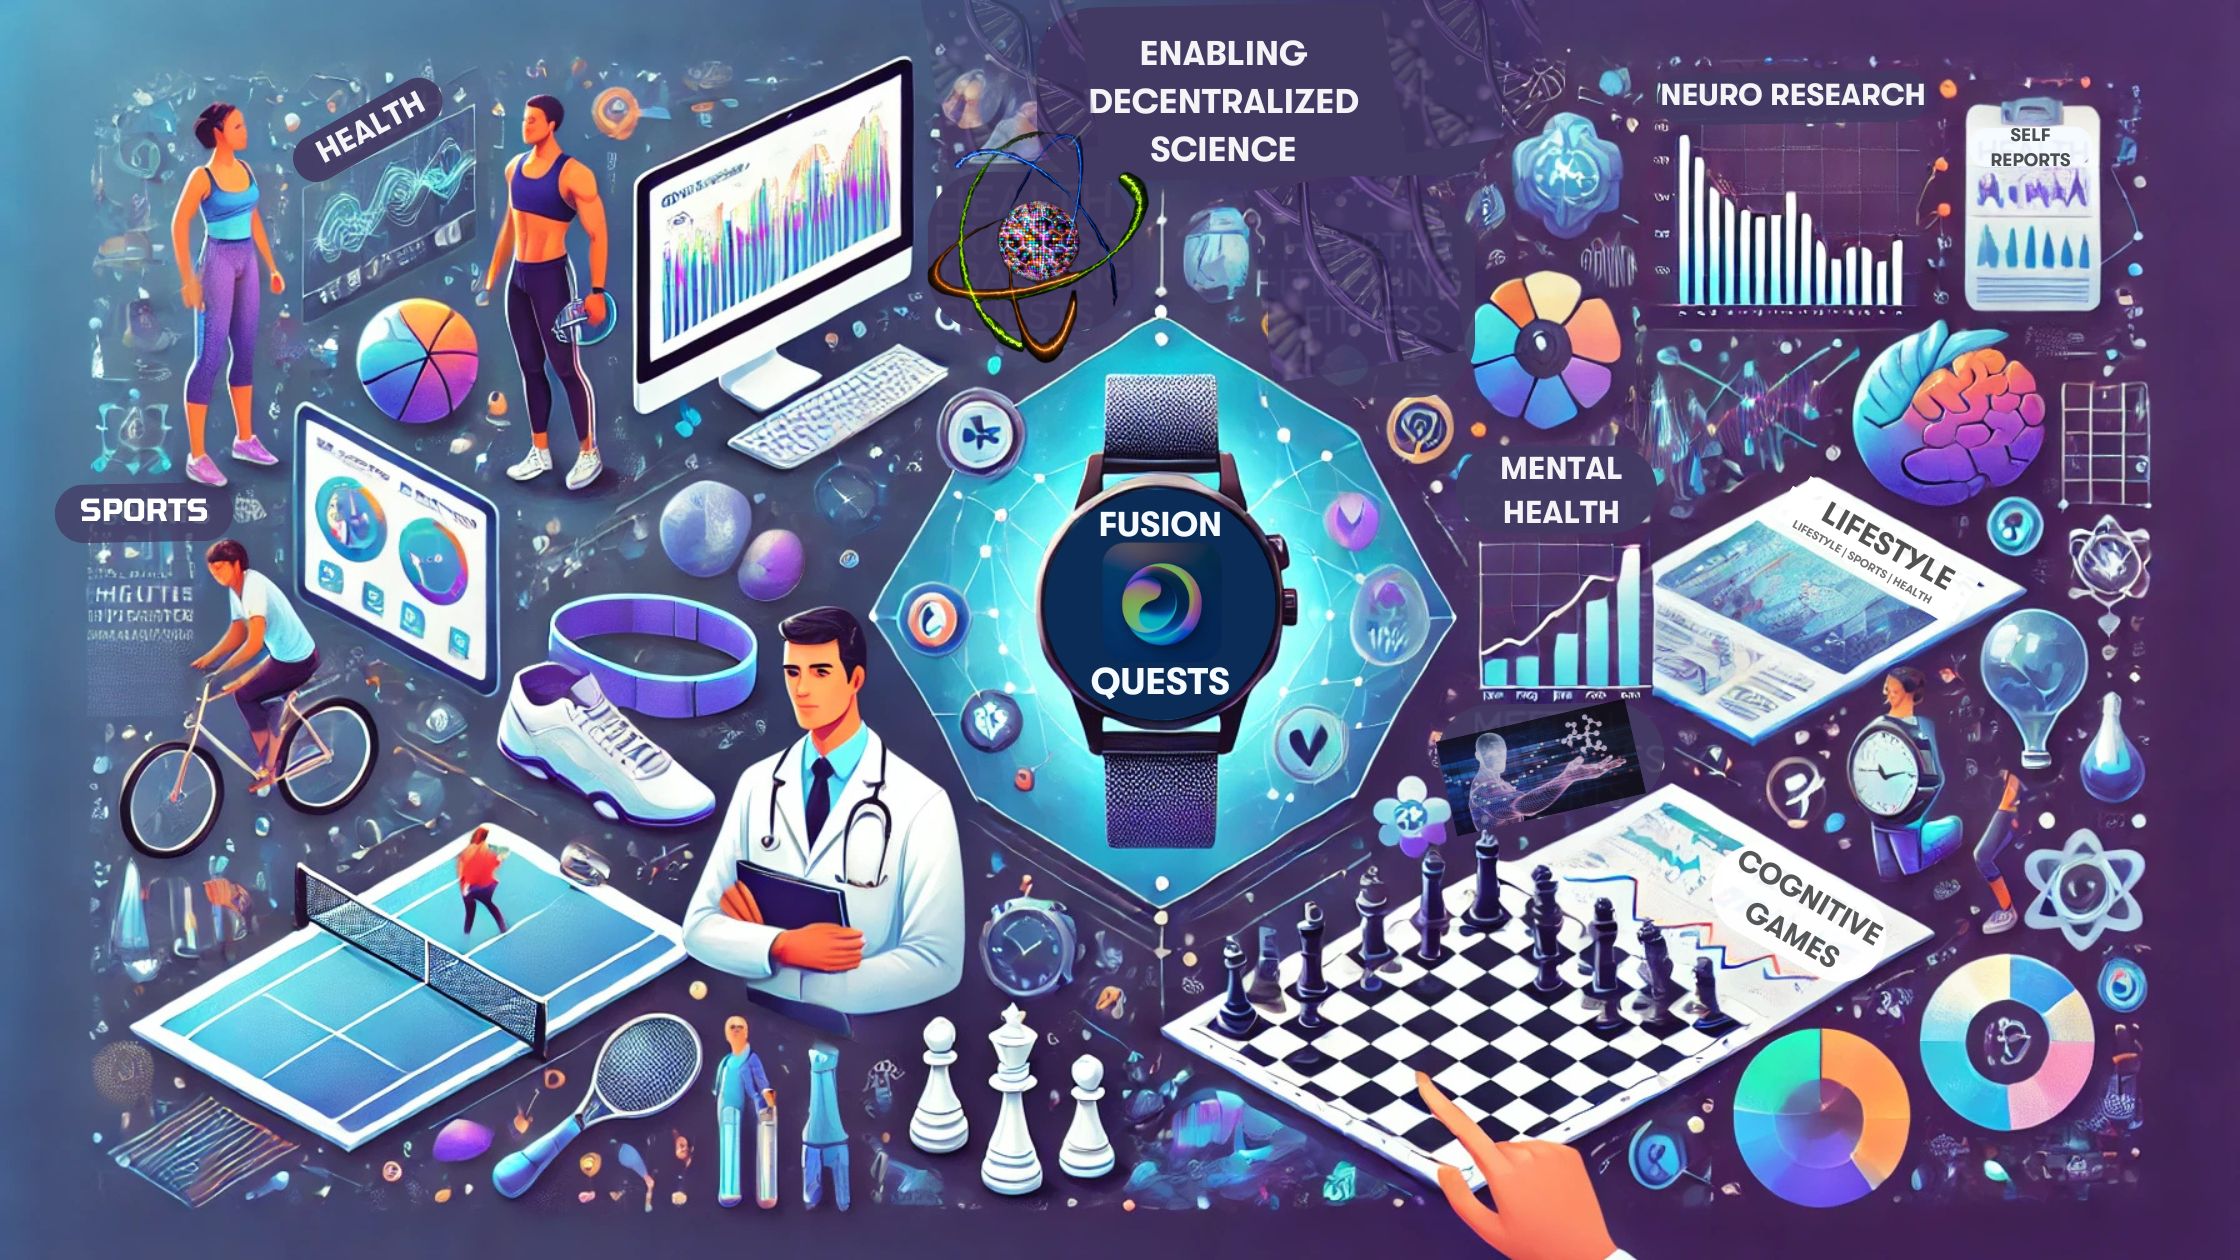 ENABLING
DECENTRALIZED
SCIENCE
HEALTH
NEURO RESEARCH
SELF
REPORTS
SPORTS
MENTAL
HEALTH
LIFESTYLE
LIFESTYLE | SPORTS | HEALTH
FUSION
QUESTS
COGNITIVE
GAMES